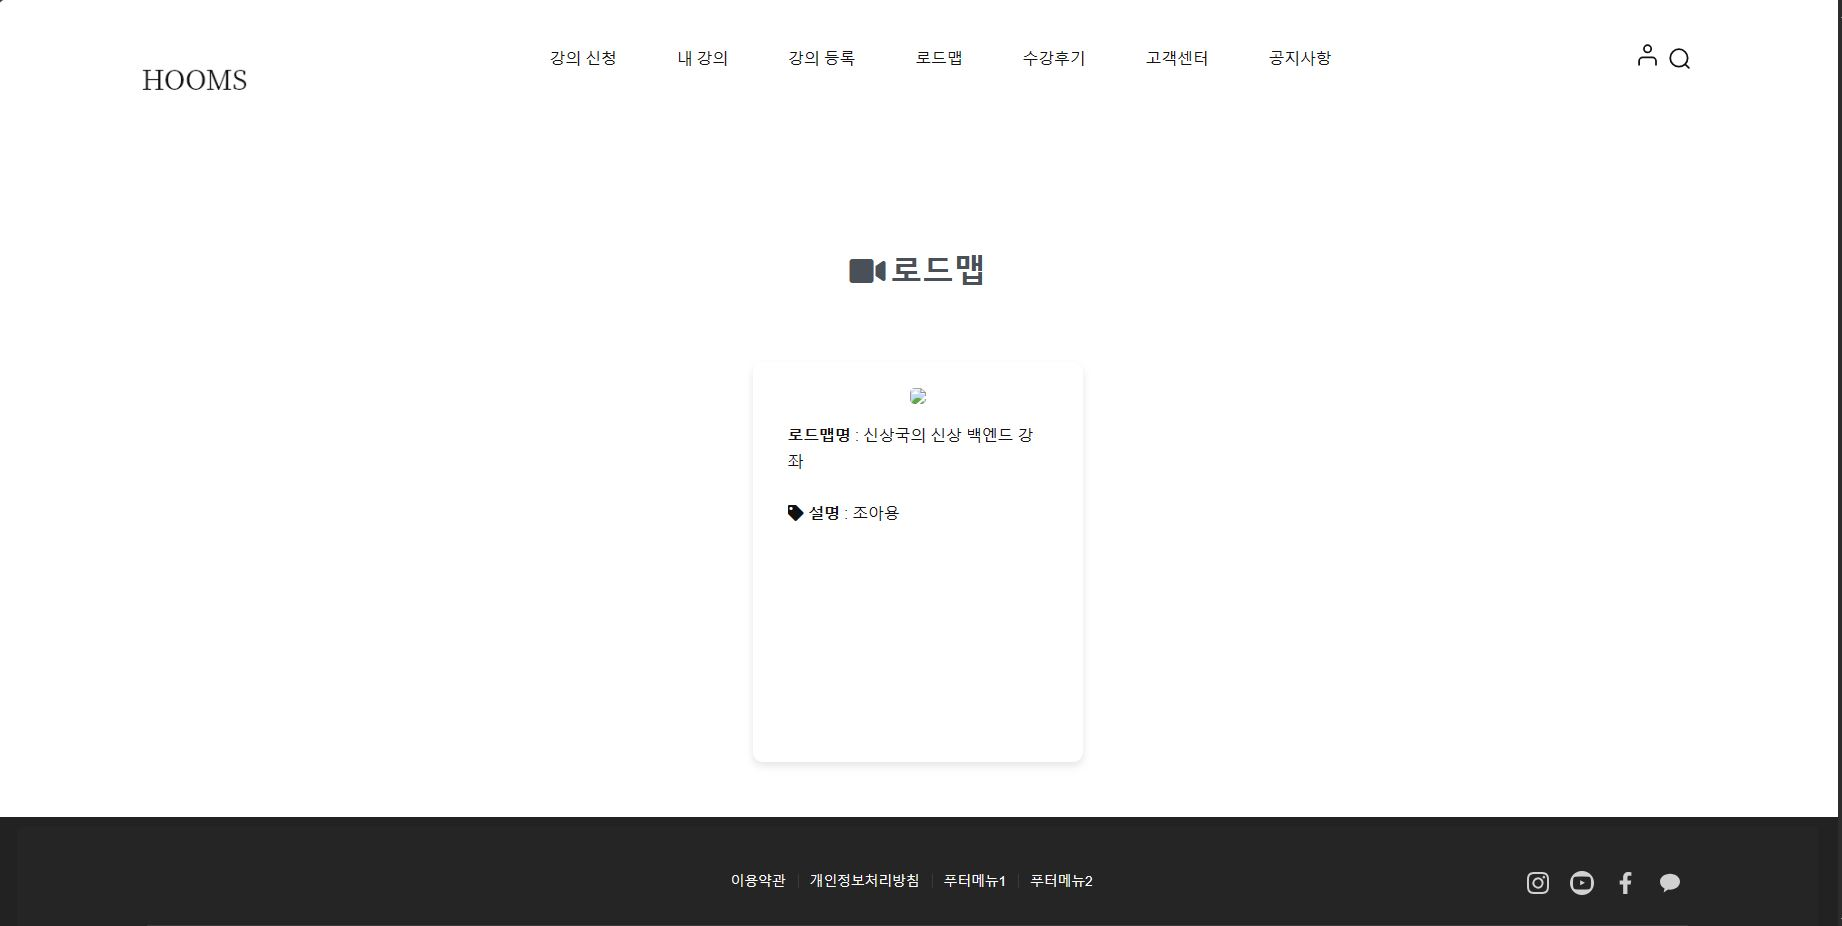 HOOMS
강의 신청 내 강의 강의 등록 로드맵 수강후기 고객센터 공지사항
로드맵
로드맵명 : 신상국의 신상 백엔드 강
좌
설명 : 조아용
이용약관 개인정보처리방침 푸터메뉴1 푸터메뉴2